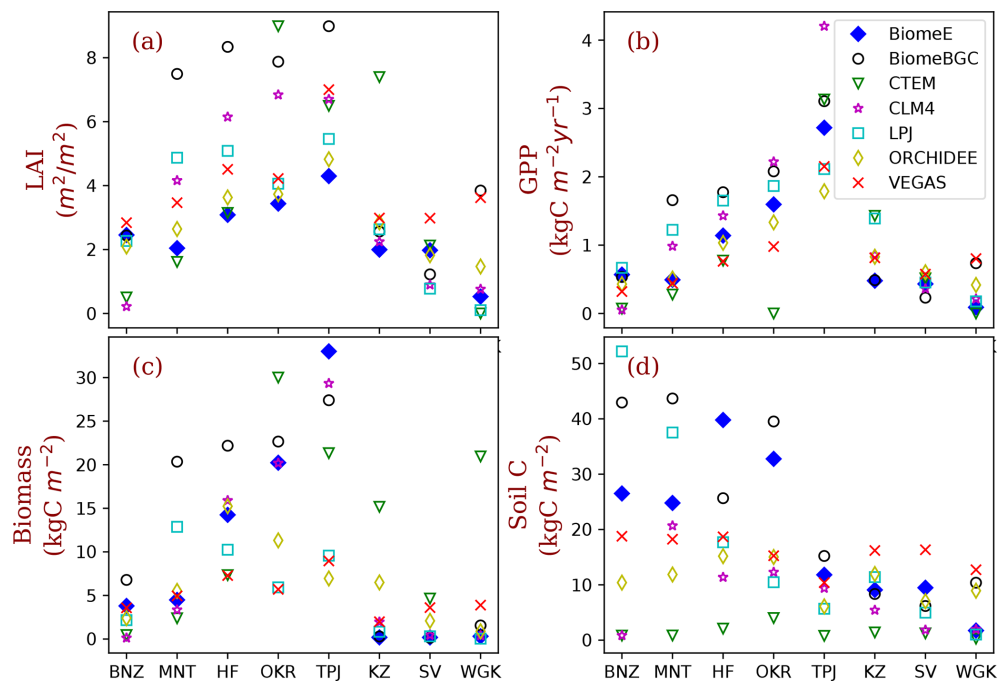 (a)
8
6
4
2
0
LAI
(m²/m²)
(b)
4
3
2
1
0
GPP
(kgC m⁻²yr⁻¹)
BiomeE
BiomeBGC
CTEM
CLM4
LPJ
ORCHIDEE
VEGAS
(c)
30
25
20
15
10
5
0
Biomass
(kgC m⁻²)
BNZ MNT HF OKR TPJ KZ SV WGK
(d)
50
40
30
20
10
0
Soil C
(kgC m⁻²)
BNZ MNT HF OKR TPJ KZ SV WGK